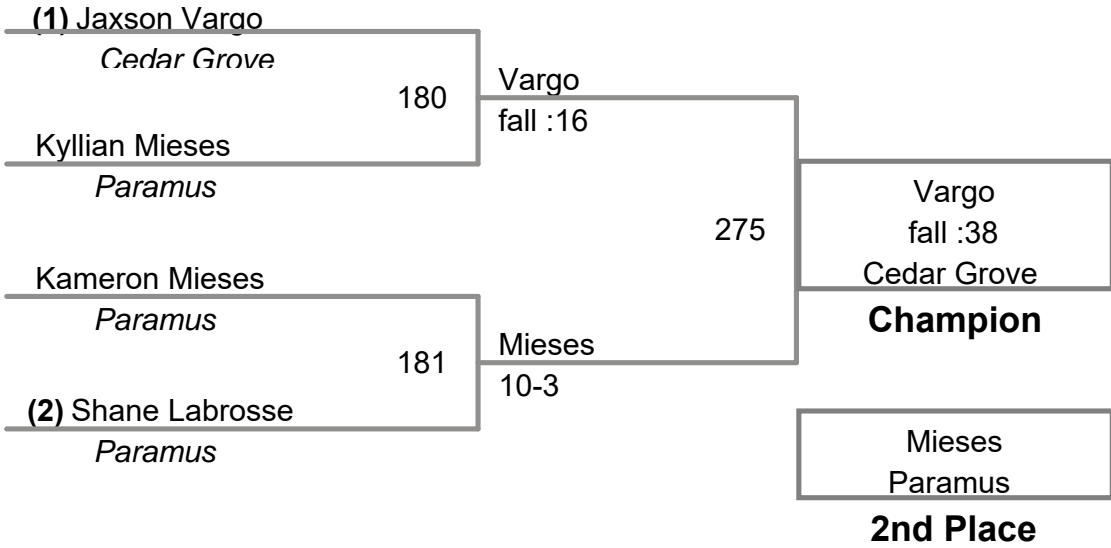 (1) Jaxson Vargo
Cedar Grove
180
Kyllian Mieses
Paramus
Vargo
fall :16
Kameron Mieses
Paramus
181
(2) Shane Labrosse
Paramus
Mieses
10-3
275
Vargo
fall :38
Cedar Grove
Champion
Mieses
Paramus
2nd Place